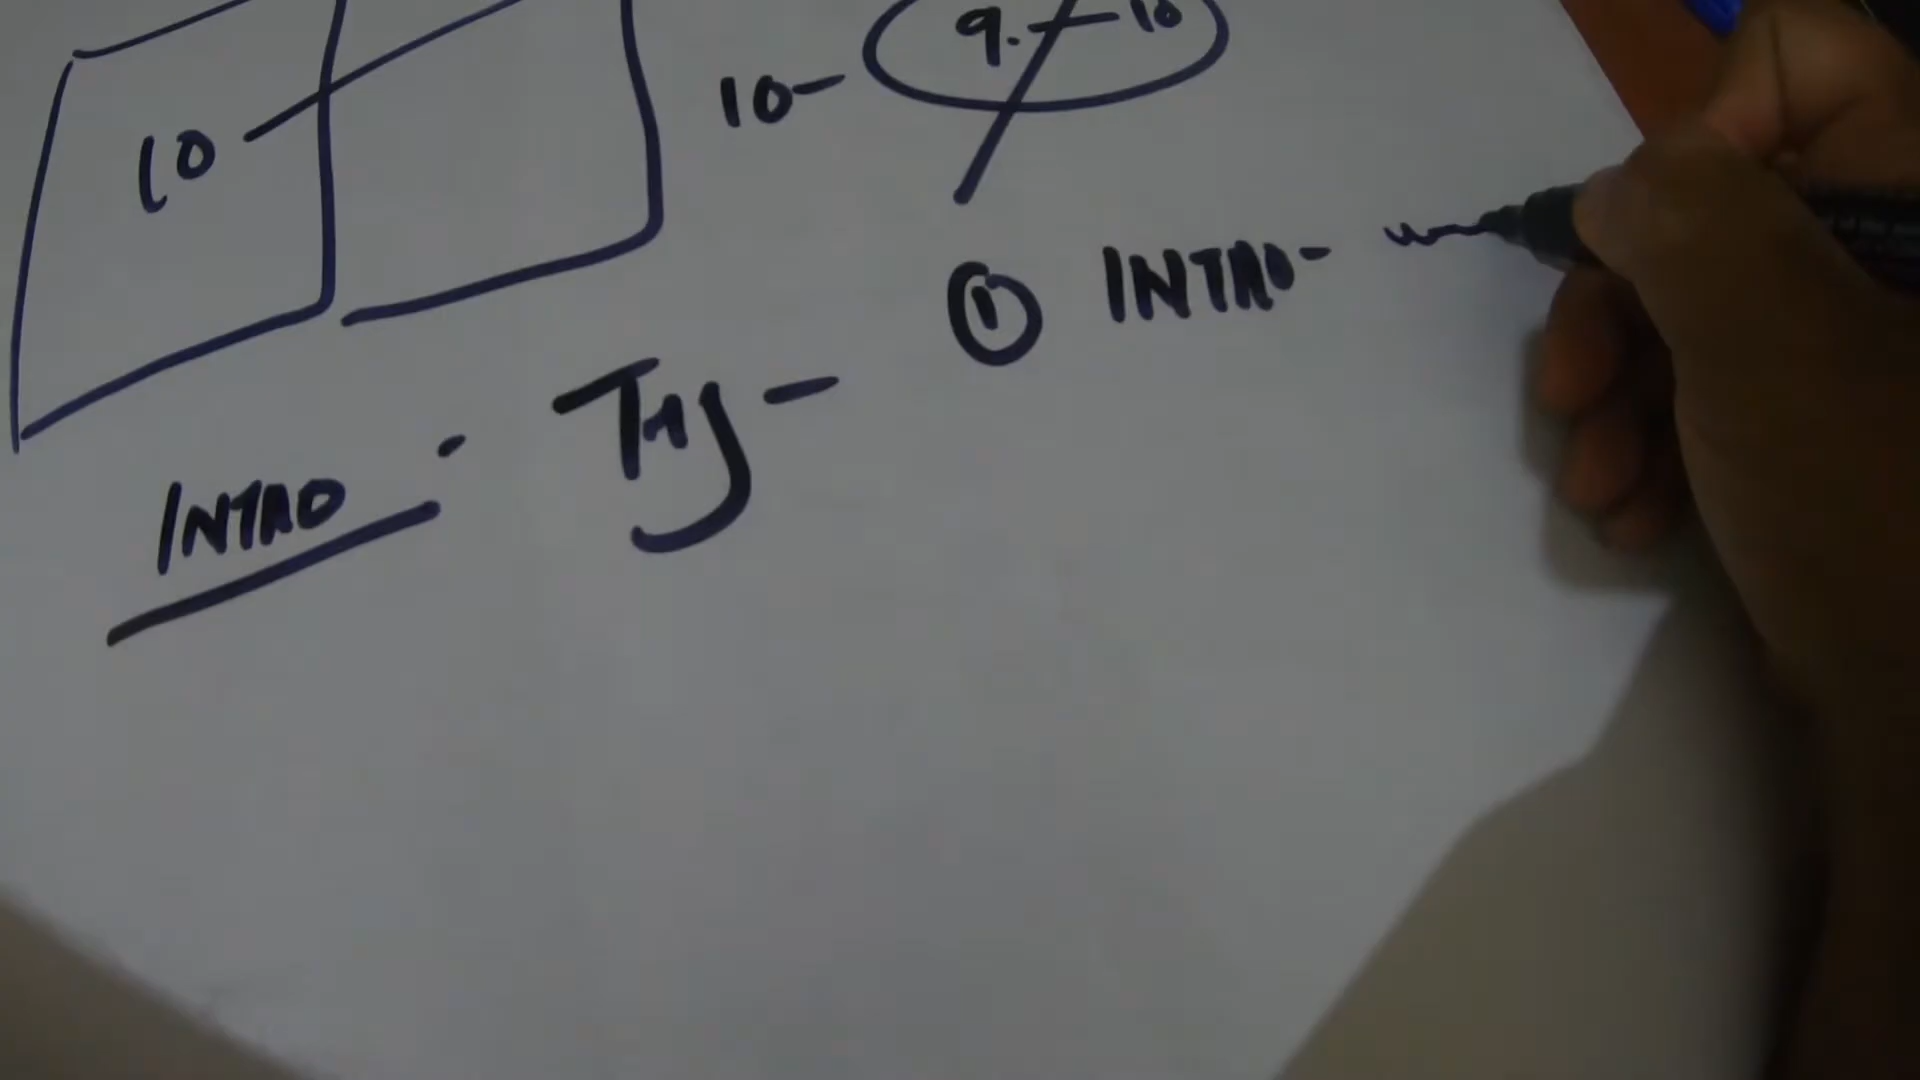 9. - 10
10 -
10
① INTRO -
INTRO